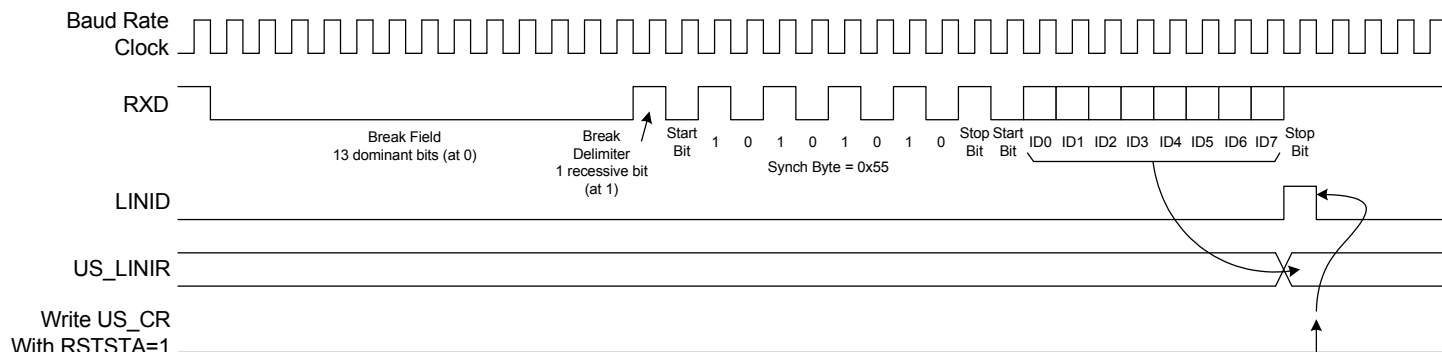 Baud Rate
Clock
RXD
Break Field
13 dominant bits (at 0)
Break
Delimiter
1 recessive bit
(at 1)
Start
Bit
1 0 1 0 1 0 1 0
Synch Byte = 0x55
Stop
Bit
Start
Bit
ID0 ID1 ID2 ID3 ID4 ID5 ID6 ID7
Stop
Bit
LINID
US_LINIR
Write US_CR
With RSTSTA=1